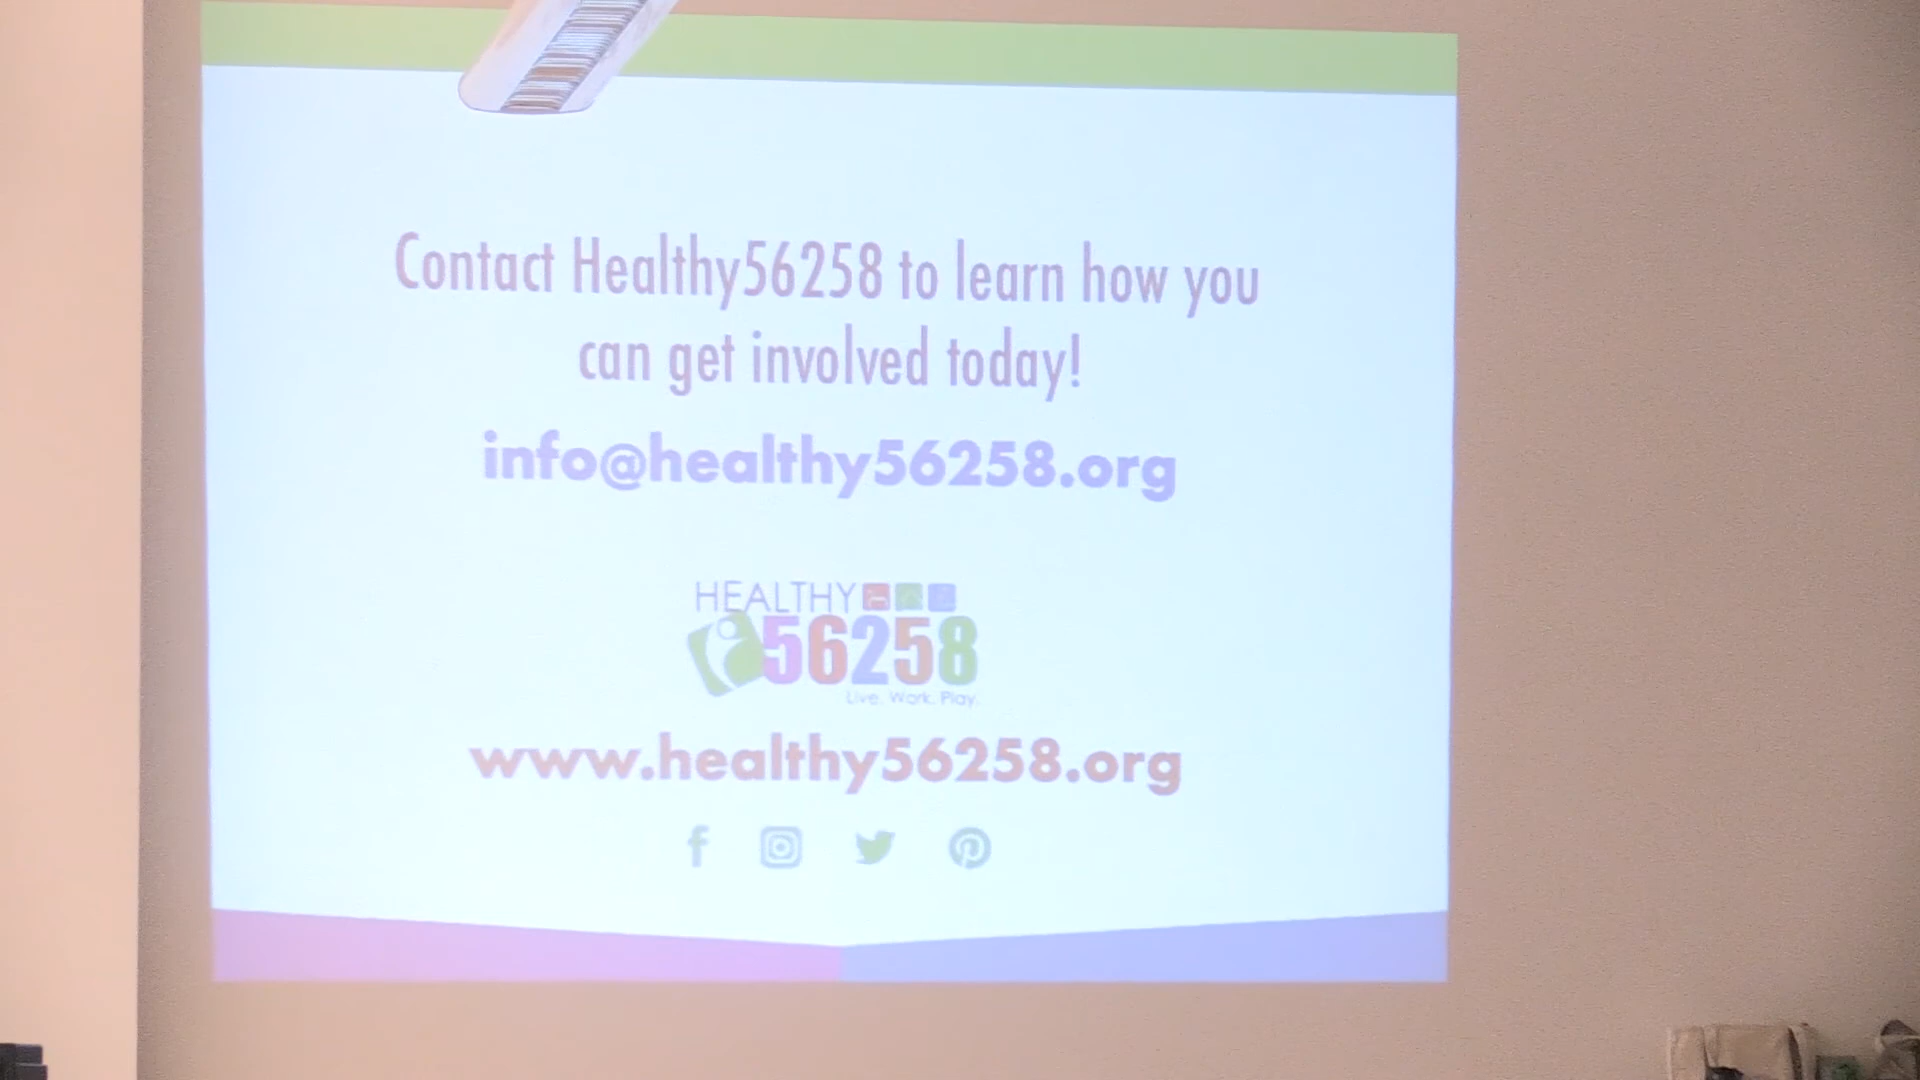 Contact Healthy56258 to learn how you
can get involved today!
info@healthy56258.org
HEALTHY
56258
Live. Work. Play.
www.healthy56258.org